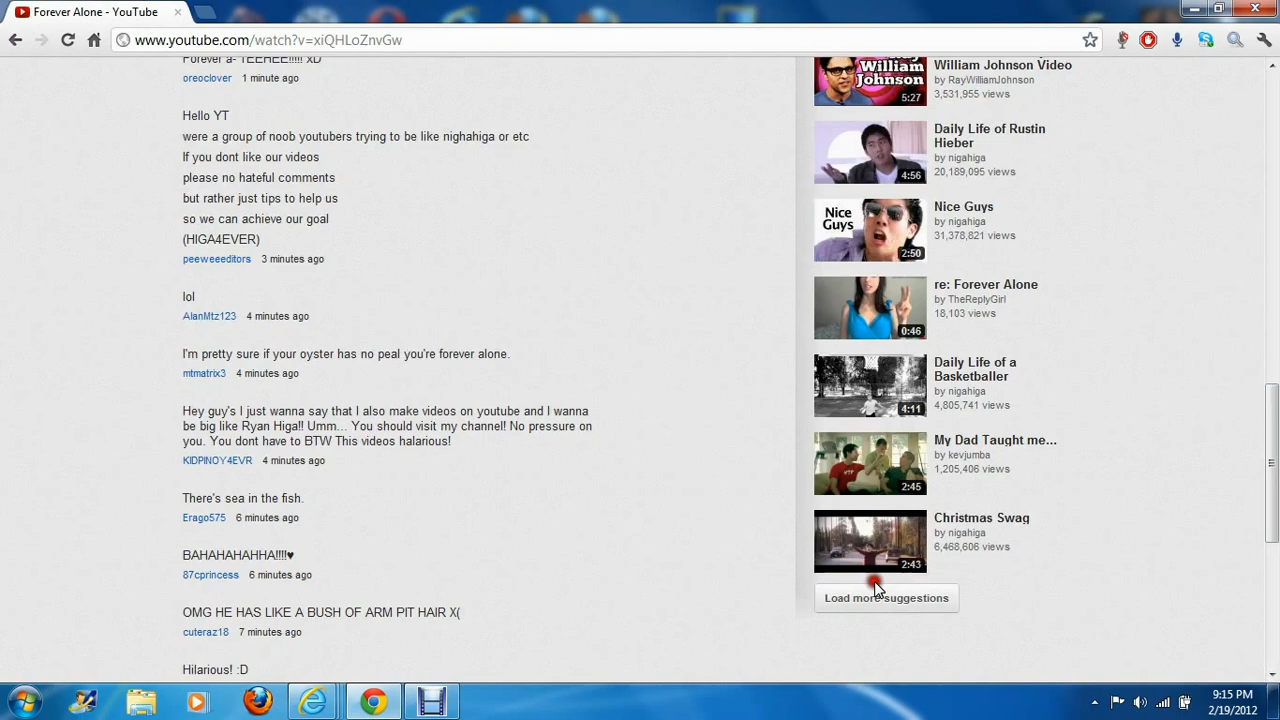 Forever Alone - YouTube
www.youtube.com/watch?v=xiQHLoZnvGw
Forever a- TEEHEE!!!! XD
oreoclover 1 minute ago
Hello YT
were a group of noob youtubers trying to be like nighahiga or etc
If you dont like our videos
please no hateful comments
but rather just tips to help us
so we can achieve our goal
(HIGA4EVER)
peeweeeditors 3 minutes ago
lol
AlanMtz123 4 minutes ago
I'm pretty sure if your oyster has no peal you're forever alone.
mtmatrix3 4 minutes ago
Hey guy's I just wanna say that I also make videos on youtube and I wanna
be big like Ryan Higa!! Umm... You should visit my channel! No pressure on
you. You dont have to BTW This videos halarious!
KIDPINOY4EVR 4 minutes ago
There's sea in the fish.
Erago575 6 minutes ago
BAHAHAHAHHA!!!!♥
87cprincess 6 minutes ago
OMG HE HAS LIKE A BUSH OF ARM PIT HAIR X(
cuteraz18 7 minutes ago
Hilarious! :D
William Johnson
5:27
William Johnson Video
by RayWilliamJohnson
3,531,955 views
4:56
Daily Life of Rustin
Hieber
by nigahiga
20,189,095 views
Nice
Guys
2:50
Nice Guys
by nigahiga
31,378,821 views
0:46
re: Forever Alone
by TheReplyGirl
18,103 views
4:11
Daily Life of a
Basketballer
by nigahiga
4,805,741 views
2:45
My Dad Taught me...
by kevjumba
1,205,406 views
2:43
Christmas Swag
by nigahiga
6,468,606 views
Load more suggestions
9:15 PM
2/19/2012